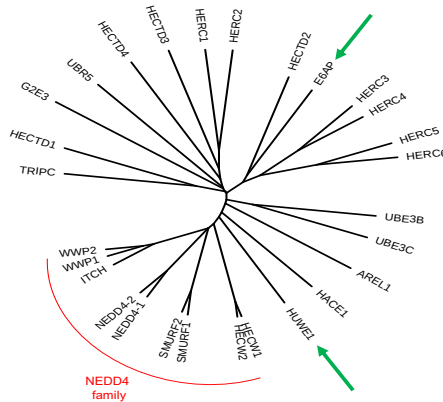 HERC2
HERC1
HECTD3
HECTD4
UBR5
G2E3
HECTD1
TRIPC
HECTD2
E6AP
HERC3
HERC4
HERC5
HERC6
UBE3B
UBE3C
AREL1
HACE1
HUWE1
HECW1
HECW2
SMURF1
SMURF2
NEDD4-1
NEDD4-2
ITCH
WWP1
WWP2
NEDD4
family